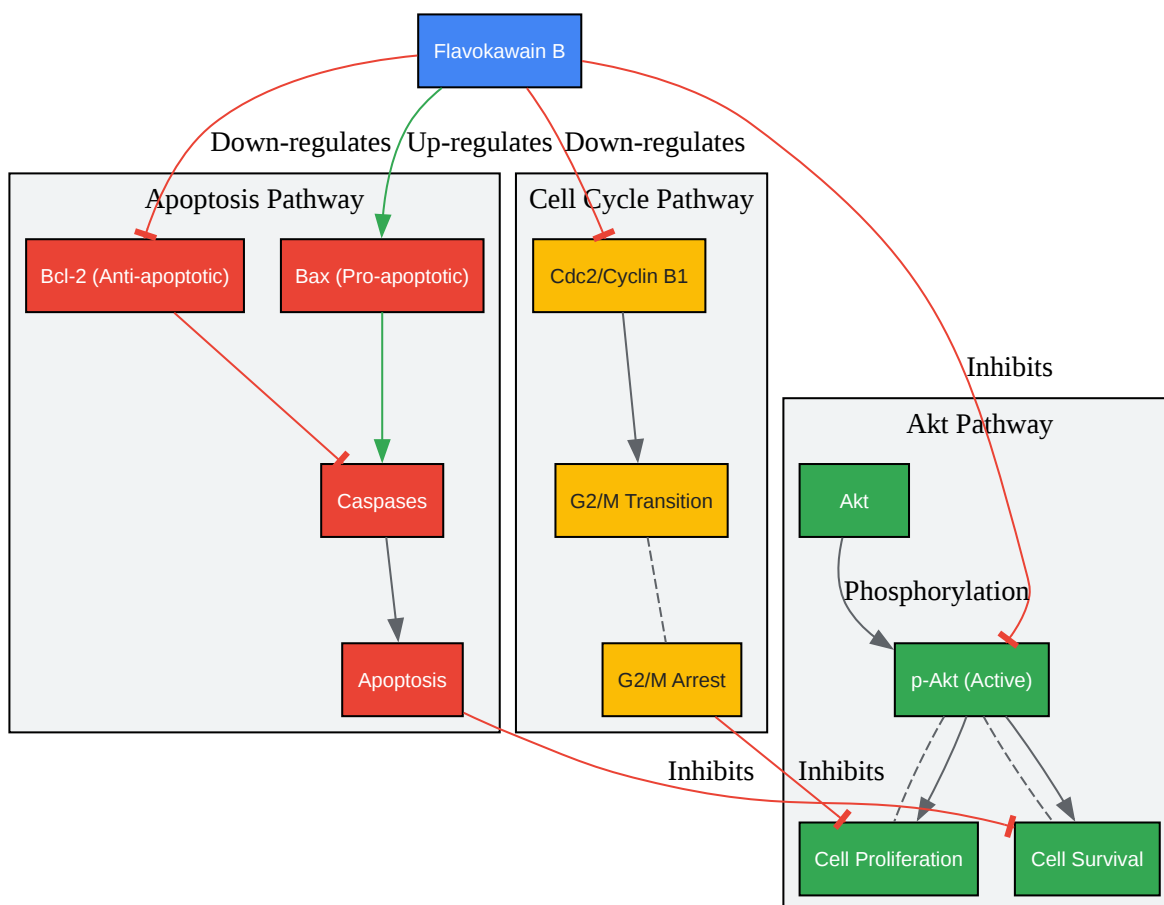 Flavokawain B
Down-regulates
Up-regulates
Down-regulates
Apoptosis Pathway
Cell Cycle Pathway
Bcl-2 (Anti-apoptotic)
Bax (Pro-apoptotic)
Cdc2/Cyclin B1
Inhibits
Akt Pathway
Caspases
G2/M Transition
Akt
Phosphorylation
Apoptosis
G2/M Arrest
p-Akt (Active)
Inhibits
Inhibits
Cell Proliferation
Cell Survival